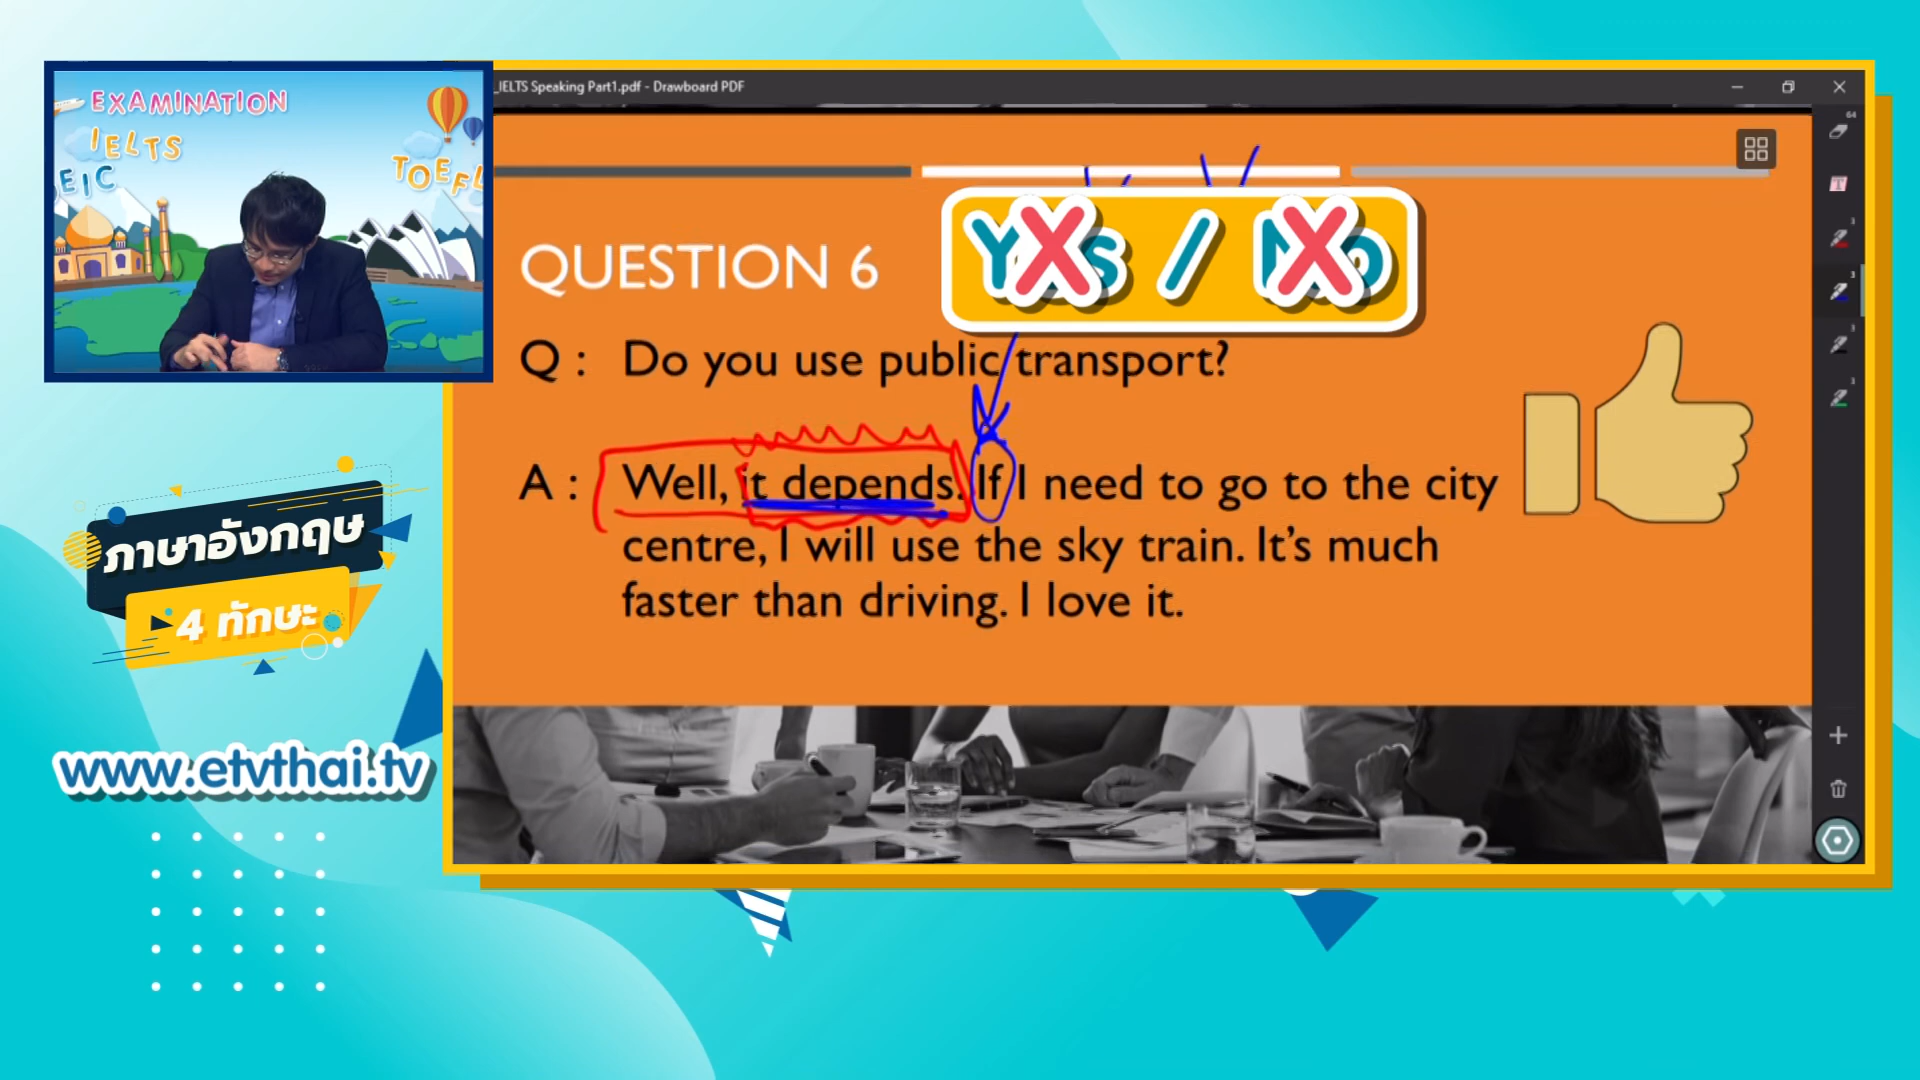 EXAMINATION
IELTS
EIC
TOEFL
_IELTS Speaking Part1.pdf - Drawboard PDF
QUESTION 6
Yes / No
Q : Do you use public transport?
A : Well, it depends. If I need to go to the city
centre, I will use the sky train. It's much
faster than driving. I love it.
ภาษาอังกฤษ
4 ทักษะ
www.etvthai.tv